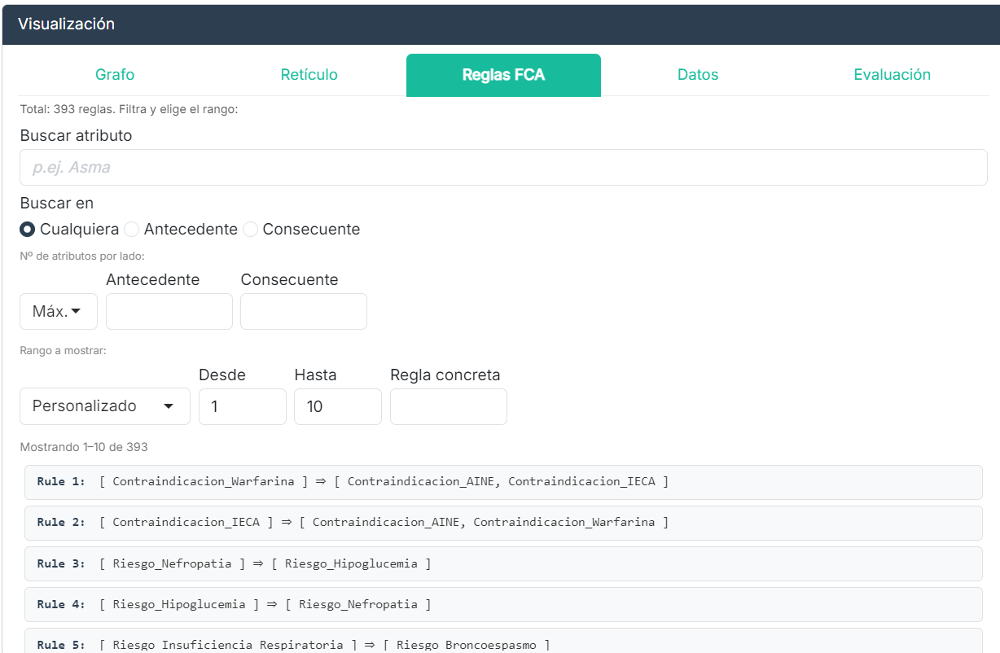 Visualización
Grafo Retículo Reglas FCA Datos Evaluación
Total: 393 reglas. Filtra y elige el rango:
Buscar atributo
p.ej. Asma
Buscar en
Cualquiera Antecedente Consecuente
Nº de atributos por lado:
Antecedente Consecuente
Máx.
Rango a mostrar:
Desde Hasta Regla concreta
Personalizado 1 10
Mostrando 1–10 de 393
Rule 1: [ Contraindicacion_Warfarina ] ⇒ [ Contraindicacion_AINE, Contraindicacion_IECA ]
Rule 2: [ Contraindicacion_IECA ] ⇒ [ Contraindicacion_AINE, Contraindicacion_Warfarina ]
Rule 3: [ Riesgo_Nefropatia ] ⇒ [ Riesgo_Hipoglucemia ]
Rule 4: [ Riesgo_Hipoglucemia ] ⇒ [ Riesgo_Nefropatia ]
Rule 5: [ Riesgo_Insuficiencia_Respiratoria ] ⇒ [ Riesgo_Broncoespasmo ]